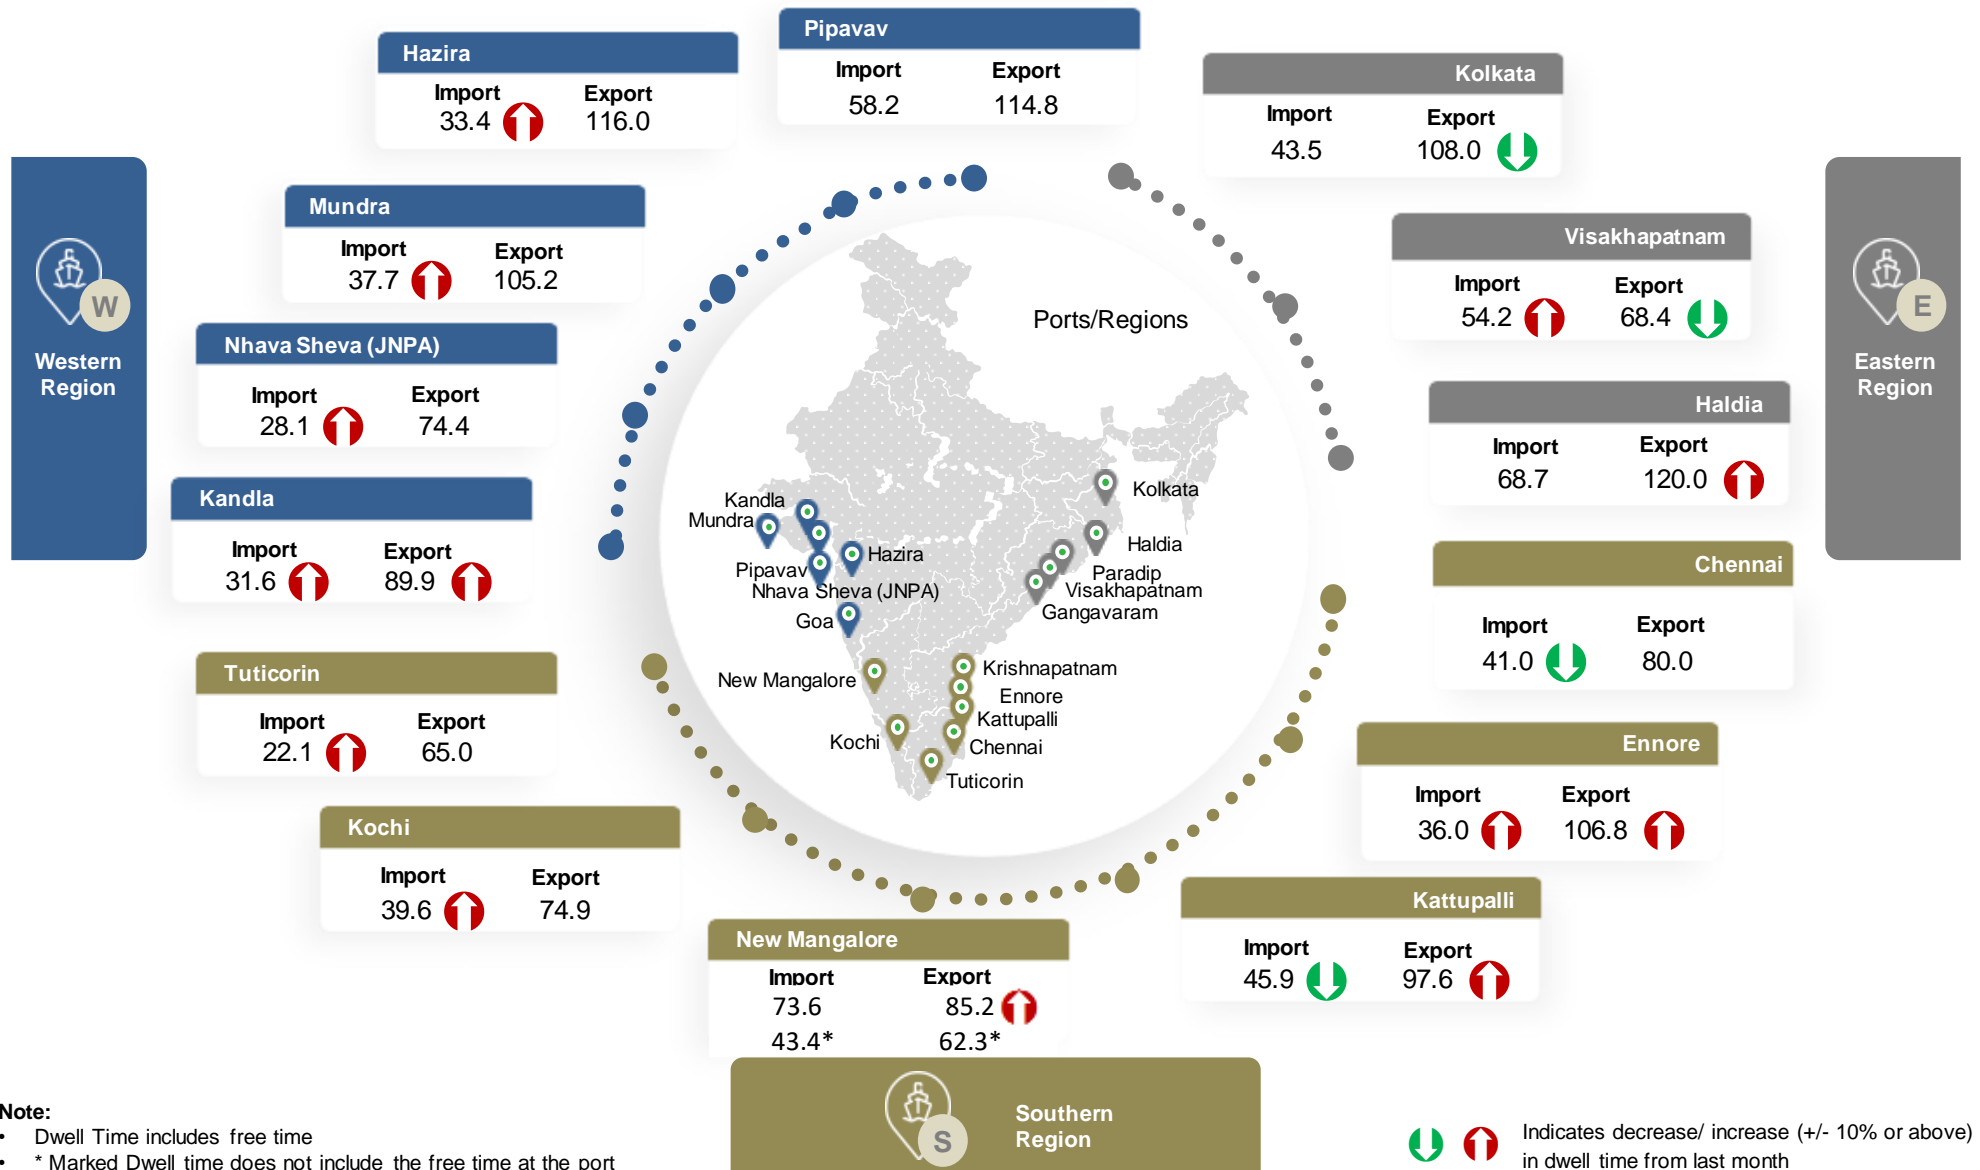 Hazira
Import Export
33.4 116.0
Pipavav
Import Export
58.2 114.8
Kolkata
Import Export
43.5 108.0
Mundra
Import Export
37.7 105.2
Visakhapatnam
Import Export
54.2 68.4
W
Western
Region
E
Eastern
Region
Nhava Sheva (JNPA)
Import Export
28.1 74.4
Haldia
Import Export
68.7 120.0
Kandla
Import Export
31.6 89.9
Chennai
Import Export
41.0 80.0
Tuticorin
Import Export
22.1 65.0
Ennore
Import Export
36.0 106.8
Kochi
Import Export
39.6 74.9
Kattupalli
Import Export
45.9 97.6
New Mangalore
Import Export
73.6 85.2
43.4* 62.3*
Ports/Regions
Kandla
Mundra
Pipavav
Hazira
Nhava Sheva (JNPA)
Goa
New Mangalore
Kochi
Kolkata
Haldia
Paradip
Visakhapatnam
Gangavaram
Krishnapatnam
Ennore
Kattupalli
Chennai
Tuticorin
S
Southern
Region
Note:
• Dwell Time includes free time
• * Marked Dwell time does not include the free time at the port
Indicates decrease/ increase (+/- 10% or above)
in dwell time from last month